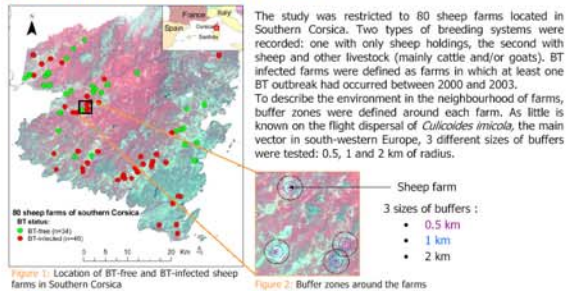 France
Italy
Spain
Corsica
Sardinia
80 sheep farms of southern Corsica
BT status:
BT-free (n=34)
BT-infected (n=46)
0 5 10 20 Km
Figure 1: Location of BT-free and BT-infected sheep
farms in Southern Corsica
The study was restricted to 80 sheep farms located in
Southern Corsica. Two types of breeding systems were
recorded: one with only sheep holdings, the second with
sheep and other livestock (mainly cattle and/or goats). BT
infected farms were defined as farms in which at least one
BT outbreak had occurred between 2000 and 2003.
To describe the environment in the neighbourhood of farms,
buffer zones were defined around each farm. As little is
known on the flight dispersal of Culicoides imicola, the main
vector in south-western Europe, 3 different sizes of buffers
were tested: 0.5, 1 and 2 km of radius.
Sheep farm
3 sizes of buffers :
• 0.5 km
• 1 km
• 2 km
Figure 2: Buffer zones around the farms